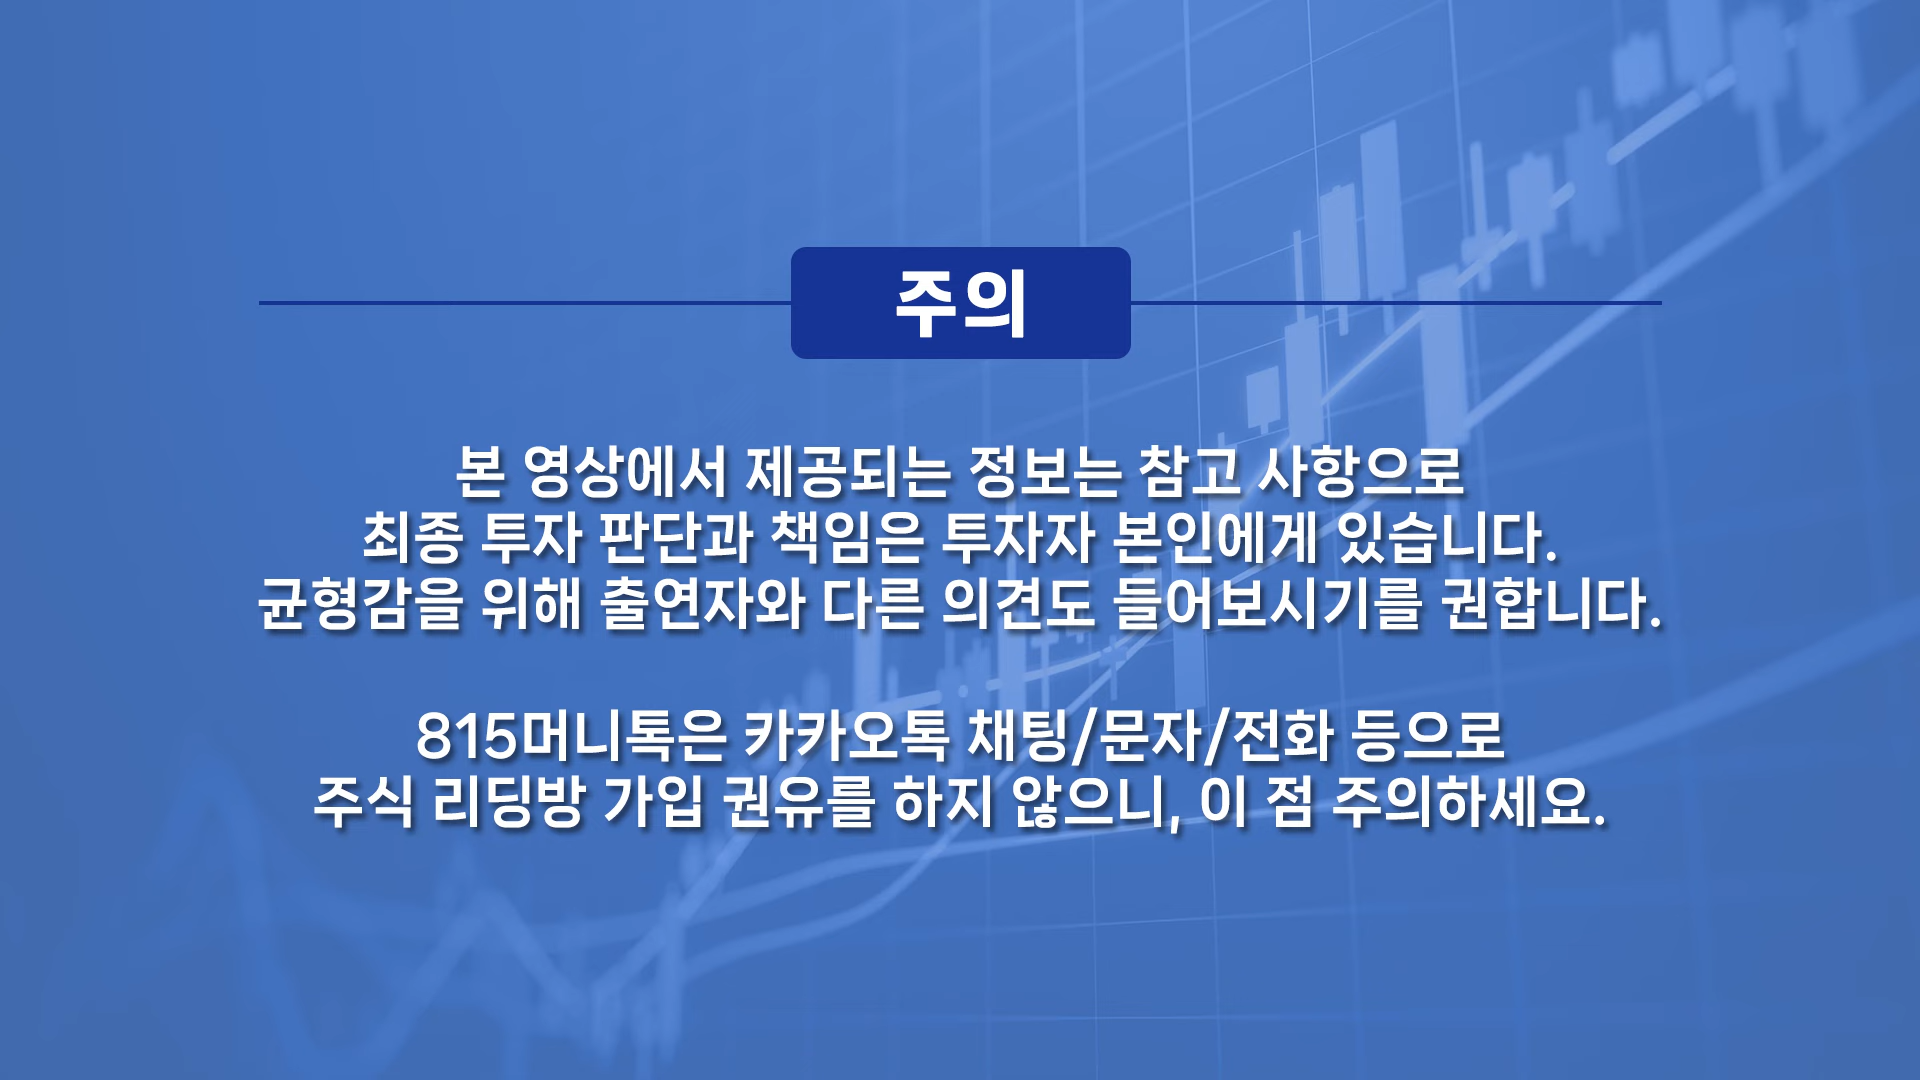 주의
본 영상에서 제공되는 정보는 참고 사항으로
최종 투자 판단과 책임은 투자자 본인에게 있습니다.
균형감을 위해 출연자와 다른 의견도 들어보시기를 권합니다.
815머니톡은 카카오톡 채팅/문자/전화 등으로
주식 리딩방 가입 권유를 하지 않으니, 이 점 주의하세요.